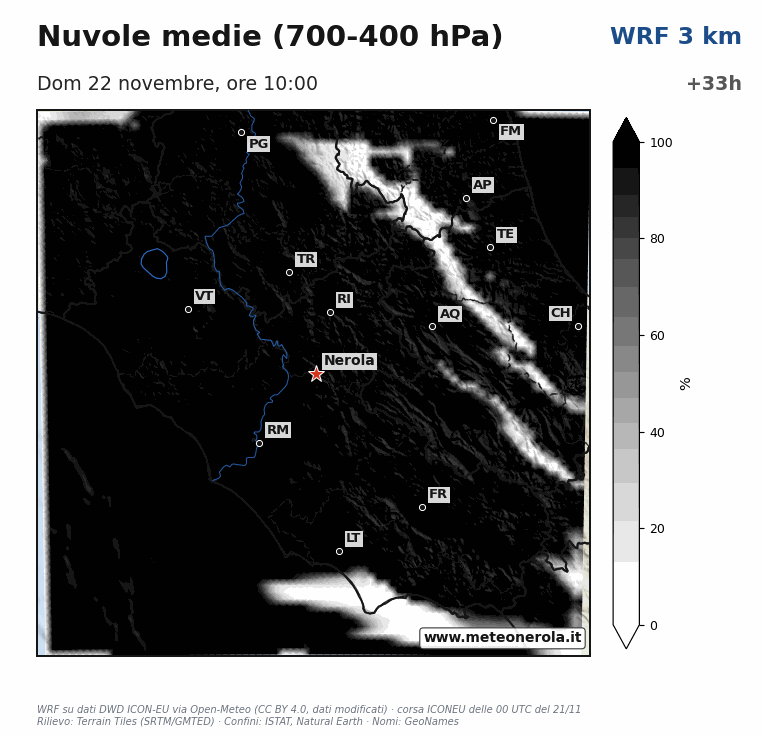 Nuvole medie (700-400 hPa)
WRF 3 km
Dom 22 novembre, ore 10:00
+33h
FM
PG
AP
TE
TR
VT
RI
AQ
CH
Nerola
RM
FR
LT
www.meteonerola.it
100
80
60
40
20
0
%
WRF su dati DWD ICON-EU via Open-Meteo (CC BY 4.0, dati modificati) · corsa ICONEU delle 00 UTC del 21/11
Rilievo: Terrain Tiles (SRTM/GMTED) · Confini: ISTAT, Natural Earth · Nomi: GeoNames